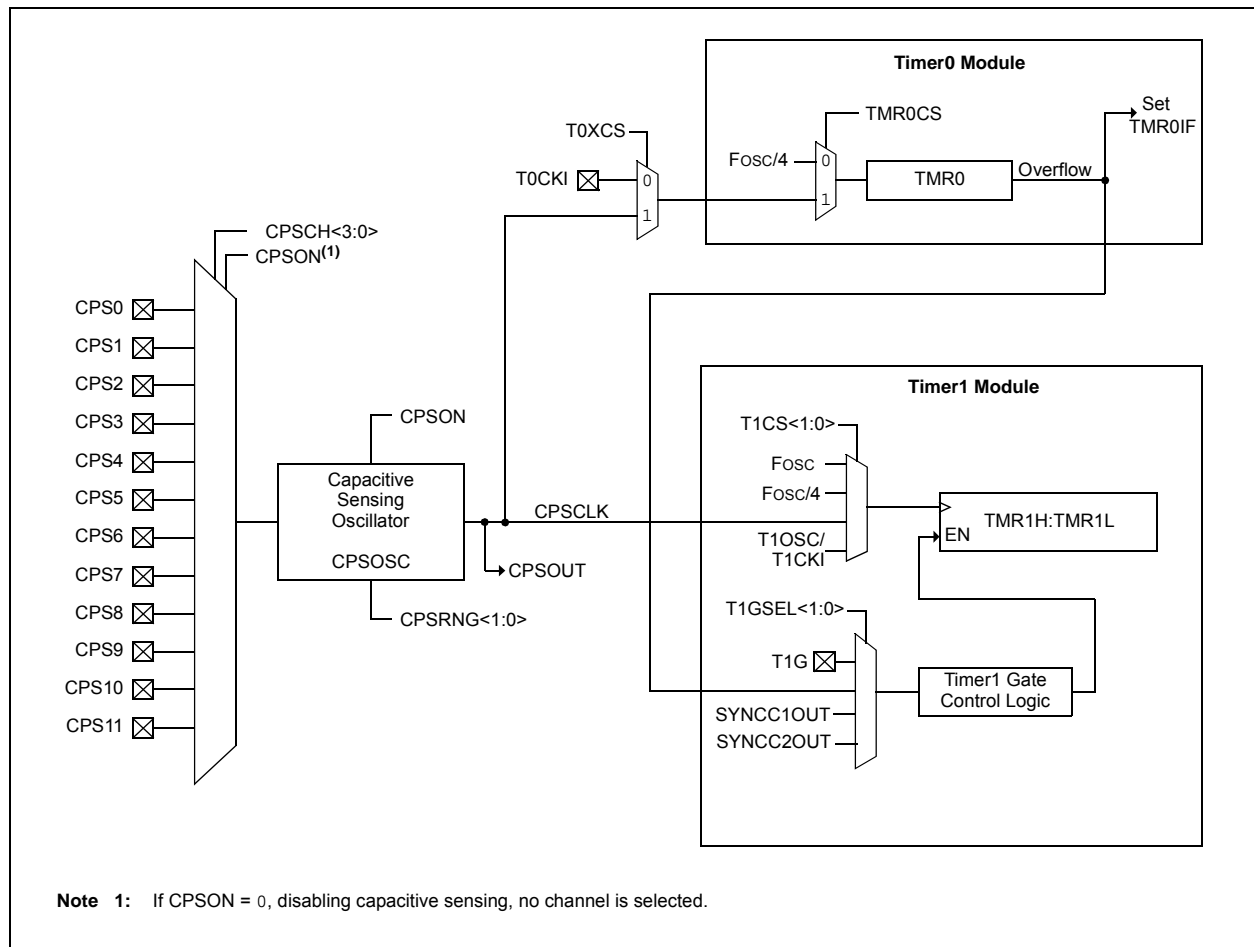 Timer0 Module
TMR0CS
Set
TMR0IF
T0XCS
FOSC/4
0
1
TMR0
Overflow
T0CKI
0
1
CPSCH<3:0>
CPSON(1)
CPS0
CPS1
CPS2
CPS3
CPS4
CPS5
CPS6
CPS7
CPS8
CPS9
CPS10
CPS11
CPSON
Capacitive
Sensing
Oscillator
CPSOSC
CPSRNG<1:0>
CPSCLK
CPSOUT
Timer1 Module
T1CS<1:0>
FOSC
FOSC/4
T1OSC/
T1CKI
TMR1H:TMR1L
EN
T1GSEL<1:0>
T1G
SYNCC1OUT
SYNCC2OUT
Timer1 Gate
Control Logic
Note 1: If CPSON = 0, disabling capacitive sensing, no channel is selected.